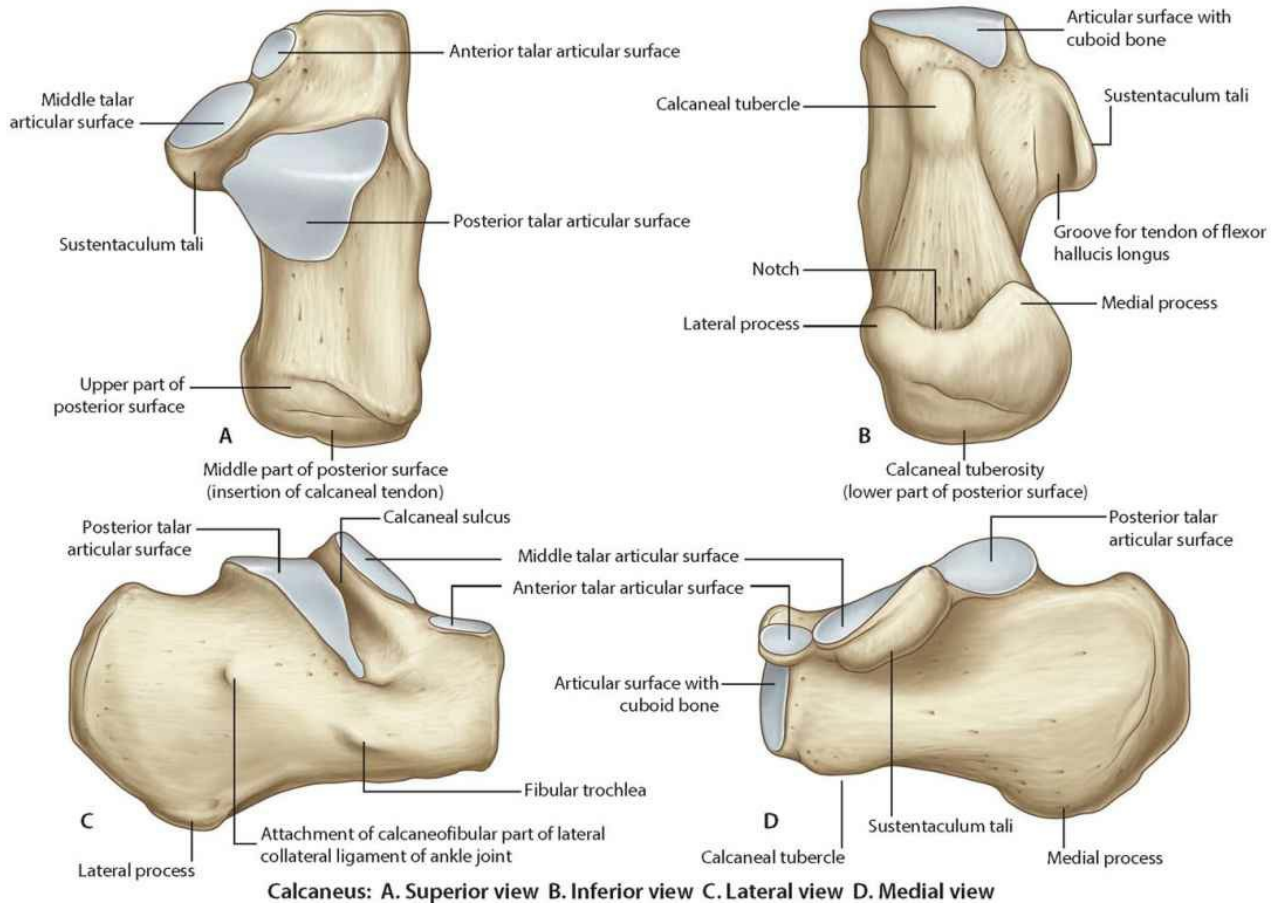 Anterior talar articular surface
Middle talar
articular surface
Sustentaculum tali
Posterior talar articular surface
Upper part of
posterior surface
A
Middle part of posterior surface
(insertion of calcaneal tendon)
Articular surface with
cuboid bone
Calcaneal tubercle
Sustentaculum tali
Groove for tendon of flexor
hallucis longus
Notch
Medial process
Lateral process
B
Calcaneal tuberosity
(lower part of posterior surface)
Posterior talar
articular surface
Calcaneal sulcus
Middle talar articular surface
Anterior talar articular surface
Fibular trochlea
C
Attachment of calcaneofibular part of lateral
collateral ligament of ankle joint
Lateral process
Posterior talar
articular surface
Articular surface with
cuboid bone
D
Sustentaculum tali
Calcaneal tubercle
Medial process
Calcaneus: A. Superior view B. Inferior view C. Lateral view D. Medial view